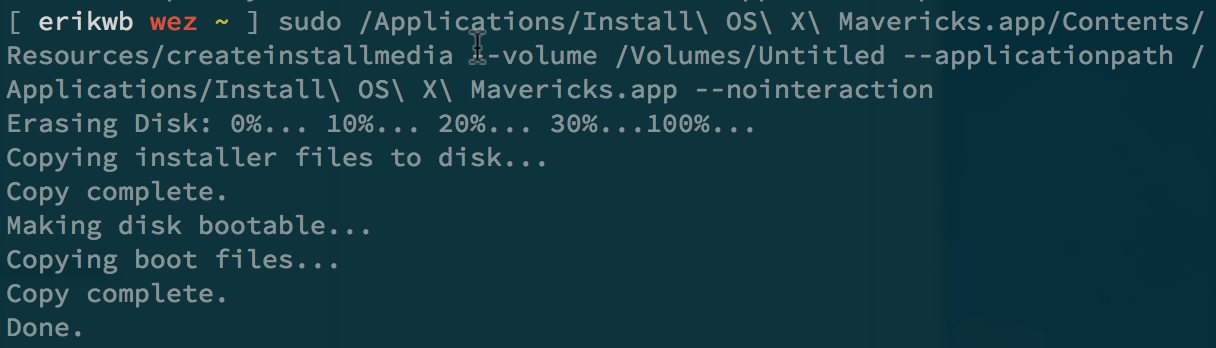 [ erikwb wez ~ ] sudo /Applications/Install\ OS\ X\ Mavericks.app/Contents/
Resources/createinstallmedia --volume /Volumes/Untitled --applicationpath /
Applications/Install\ OS\ X\ Mavericks.app --nointeraction
Erasing Disk: 0%... 10%... 20%... 30%...100%...
Copying installer files to disk...
Copy complete.
Making disk bootable...
Copying boot files...
Copy complete.
Done.